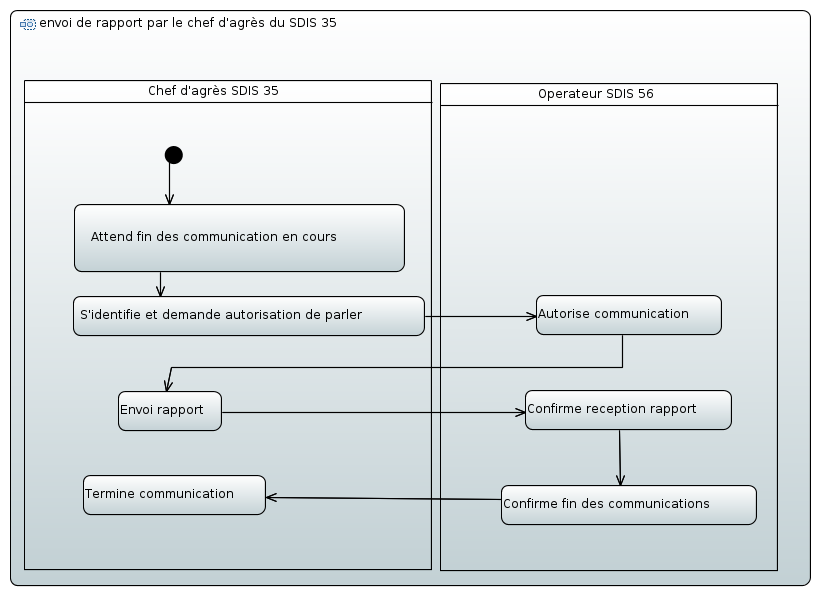 envoi de rapport par le chef d'agrès du SDIS 35
Chef d'agrès SDIS 35
Operateur SDIS 56
Attend fin des communication en cours
S'identifie et demande autorisation de parler
Autorise communication
Envoi rapport
Confirme reception rapport
Termine communication
Confirme fin des communications